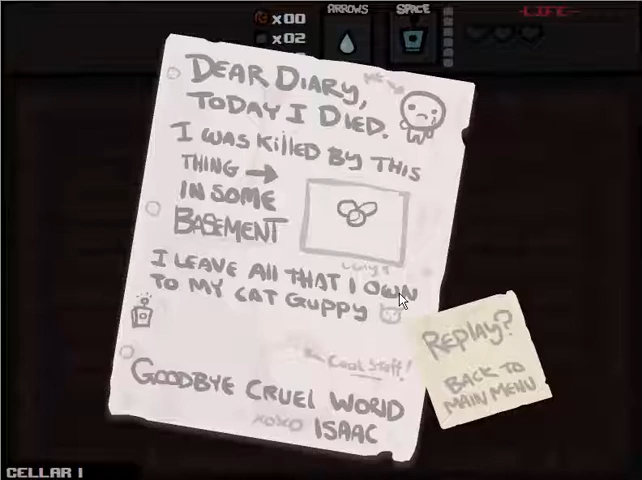 x00
ARROWS
SPACE
LIFE
x02
DEAR DIARY,
ME
TODAY I DIED.
I WAS KILLED BY THIS
THING
IN SOME
BASEMENT
I LEAVE ALL THAT I OWN
TO MY CAT GUPPY
COOL STUFF!
GOODBYE CRUEL WORLD
XOXO ISAAC
REPLAY?
BACK TO
MAIN MENU
CELLAR I